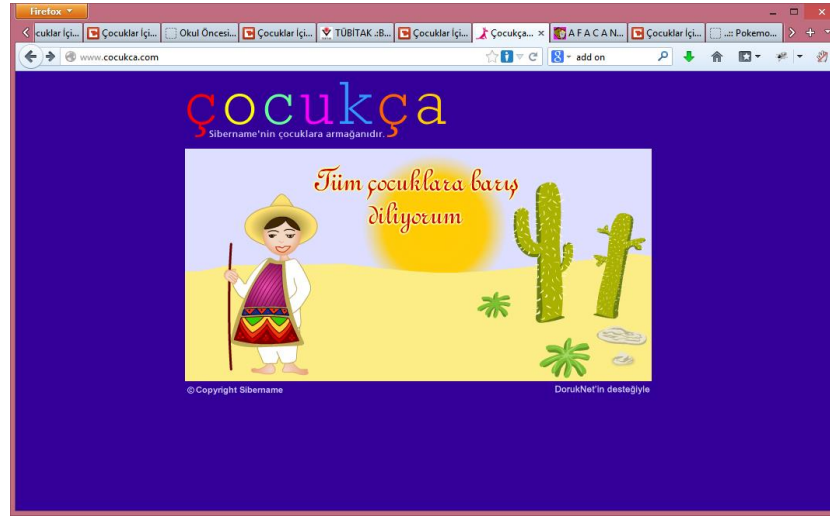 Firefox
cuklar İçi... Çocuklar İçi... Okul Öncesi... Çocuklar İçi... TÜBİTAK .:B... Çocuklar İçi... Çocukça... A F A C A N... Çocuklar İçi... ..:: Pokemo...
www.cocukca.com add on
çocukça
Sibername'nin çocuklara armağanıdır.
Tüm çocuklara barış
diliyorum
© Copyright Sibername DorukNet'in desteğiyle